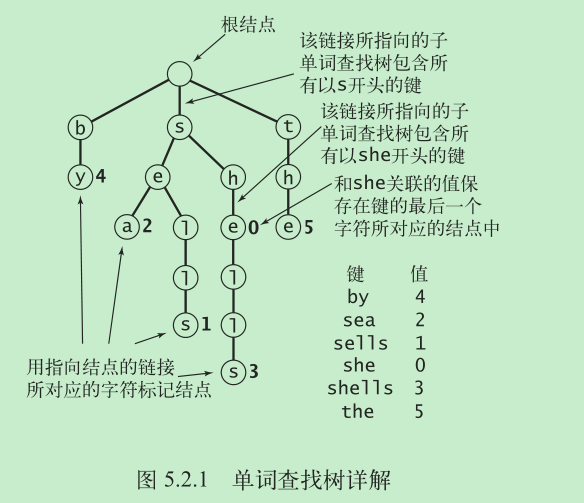 根结点
该链接所指向的子
单词查找树包含所
有以s开头的键
该链接所指向的子
单词查找树包含所
有以she开头的键
b s t
y 4 e h h
和she关联的值保
存在键的最后一个
字符所对应的结点中
a 2 l e 0 e 5
l l
s 1 l
s 3
用指向结点的链接
所对应的字符标记结点
键 值
by 4
sea 2
sells 1
she 0
shells 3
the 5
图 5.2.1 单词查找树详解